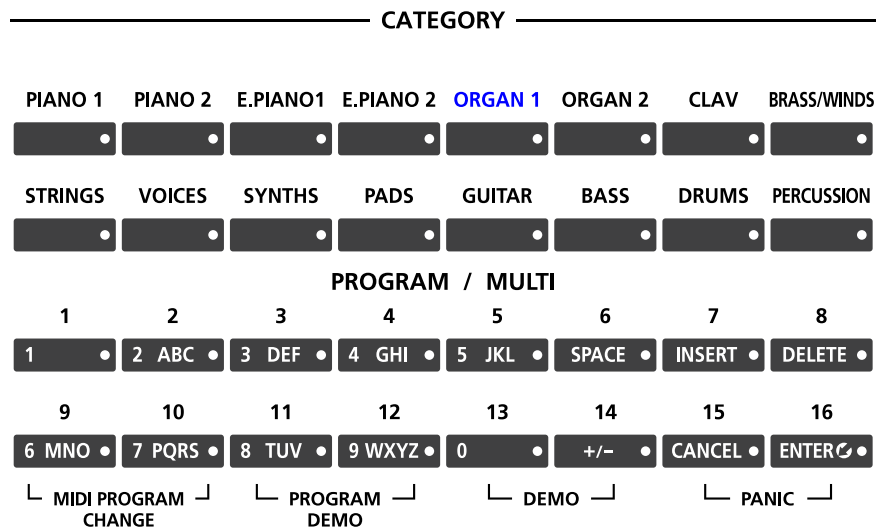 CATEGORY
PIANO 1 PIANO 2 E.PIANO1 E.PIANO 2 ORGAN 1 ORGAN 2 CLAV BRASS/WINDS
STRINGS VOICES SYNTHS PADS GUITAR BASS DRUMS PERCUSSION
PROGRAM / MULTI
1 2 3 4 5 6 7 8
1 2 ABC 3 DEF 4 GHI 5 JKL SPACE INSERT DELETE
9 10 11 12 13 14 15 16
6 MNO 7 PQRS 8 TUV 9 WXYZ 0 +/– CANCEL ENTER
MIDI PROGRAM PROGRAM DEMO PANIC
CHANGE DEMO